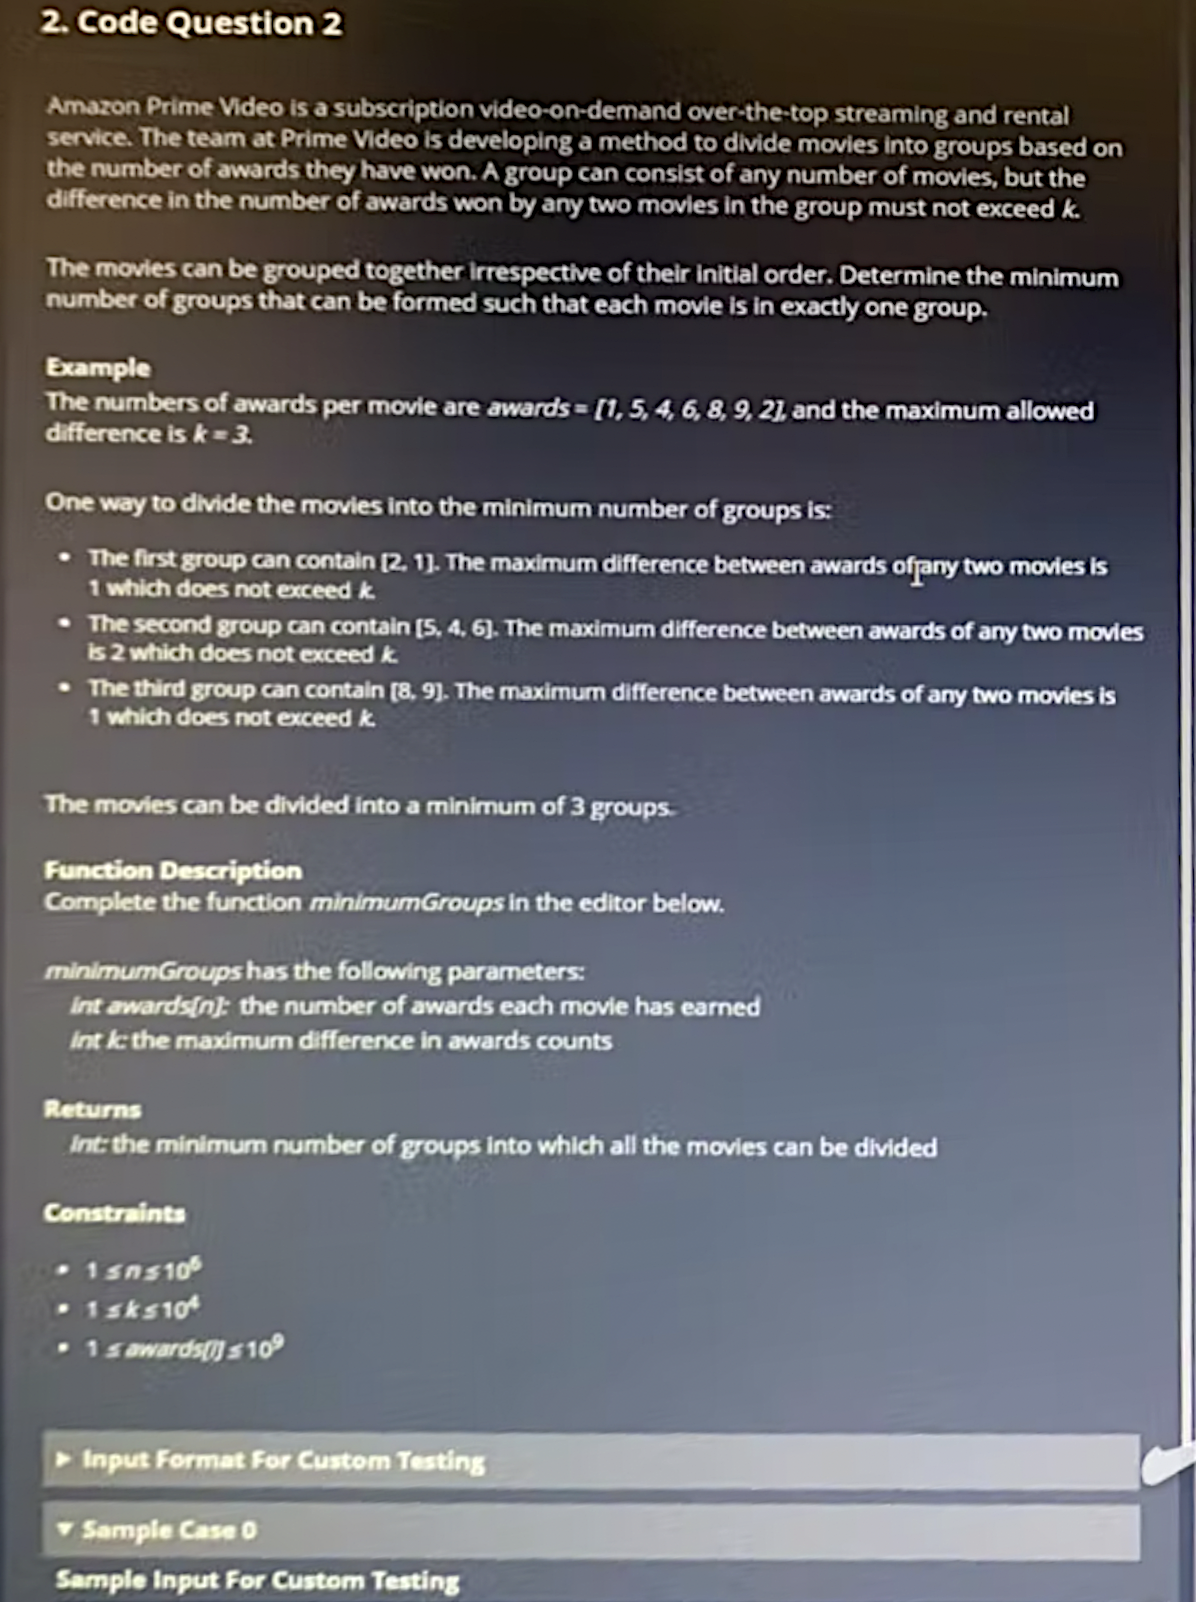 2. Code Question 2
Amazon Prime Video is a subscription video-on-demand over-the-top streaming and rental
service. The team at Prime Video is developing a method to divide movies into groups based on
the number of awards they have won. A group can consist of any number of movies, but the
difference in the number of awards won by any two movies in the group must not exceed k.
The movies can be grouped together irrespective of their initial order. Determine the minimum
number of groups that can be formed such that each movie is in exactly one group.
Example
The numbers of awards per movie are awards = [1, 5, 4, 6, 8, 9, 2], and the maximum allowed
difference is k = 3.
One way to divide the movies into the minimum number of groups is:
• The first group can contain [2, 1]. The maximum difference between awards of any two movies is
1 which does not exceed k.
• The second group can contain [5, 4, 6]. The maximum difference between awards of any two movies
is 2 which does not exceed k.
• The third group can contain [8, 9]. The maximum difference between awards of any two movies is
1 which does not exceed k.
The movies can be divided into a minimum of 3 groups.
Function Description
Complete the function minimumGroups in the editor below.
minimumGroups has the following parameters:
int awards[n]: the number of awards each movie has earned
int k: the maximum difference in awards counts
Returns
int: the minimum number of groups into which all the movies can be divided
Constraints
• 1 ≤ n ≤ 10⁶
• 1 ≤ k ≤ 10⁴
• 1 ≤ awards[i] ≤ 10⁹
▶ Input Format For Custom Testing
▼ Sample Case 0
Sample Input For Custom Testing